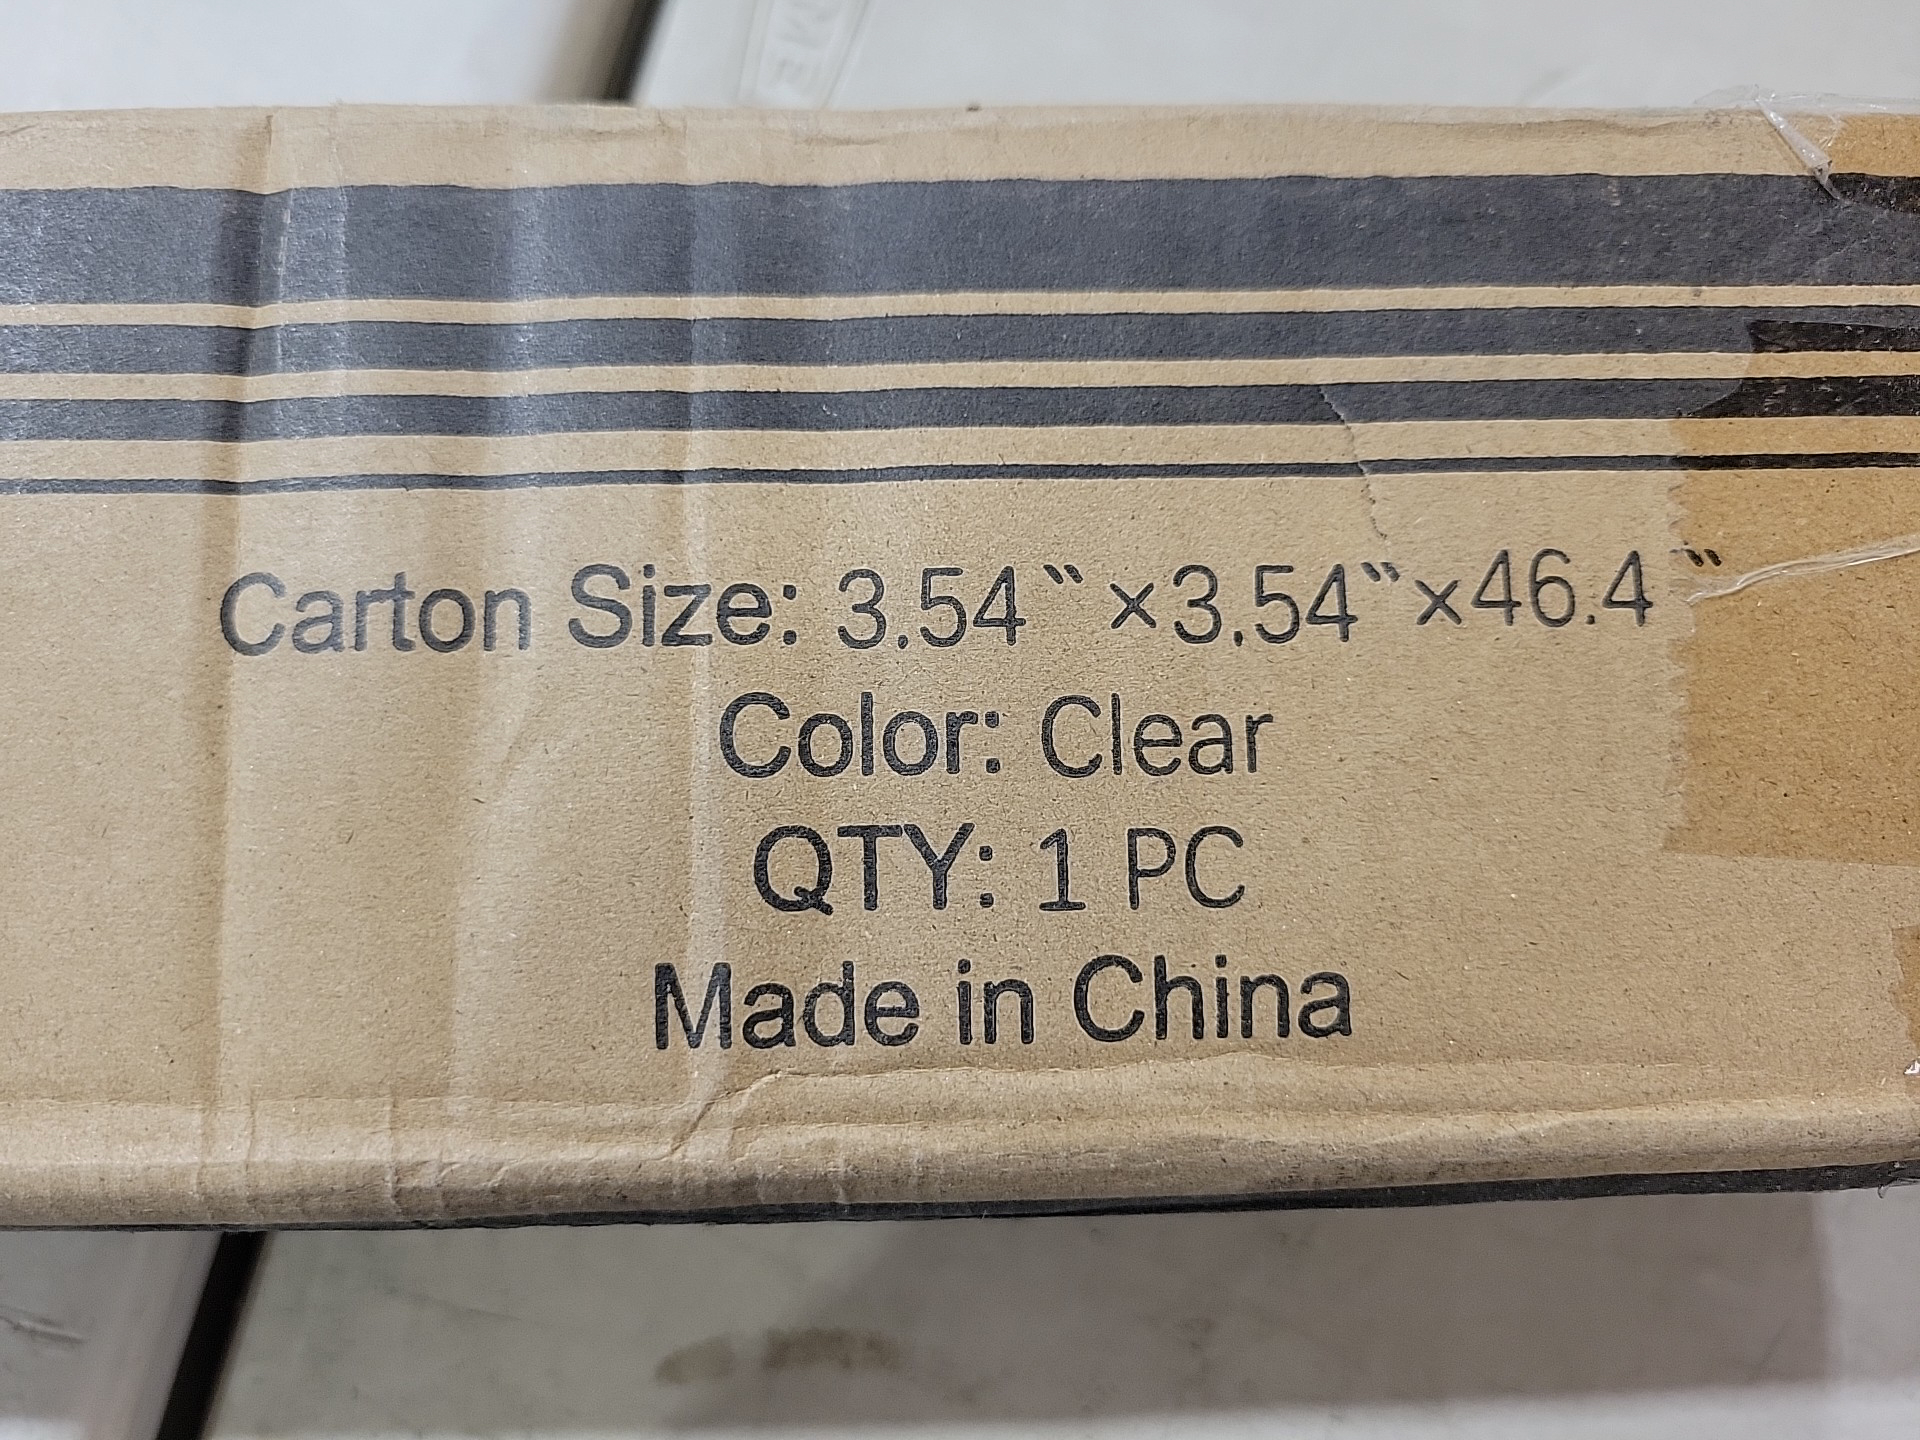 Carton Size: 3.54"×3.54"×46.4"
Color: Clear
QTY: 1 PC
Made in China